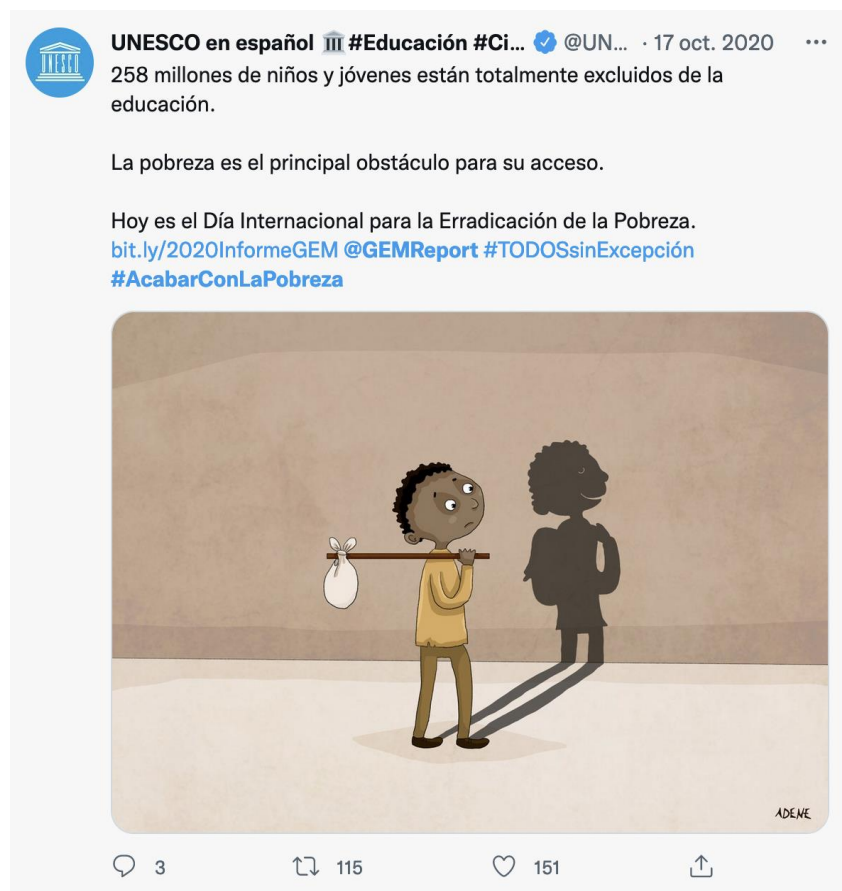 UNESCO en español 🏛️#Educación #Ci... @UN... · 17 oct. 2020
UNESCO
258 millones de niños y jóvenes están totalmente excluidos de la
educación.
La pobreza es el principal obstáculo para su acceso.
Hoy es el Día Internacional para la Erradicación de la Pobreza.
bit.ly/2020InformeGEM @GEMReport #TODOSsinExcepción
#AcabarConLaPobreza
ADENE
3 115 151